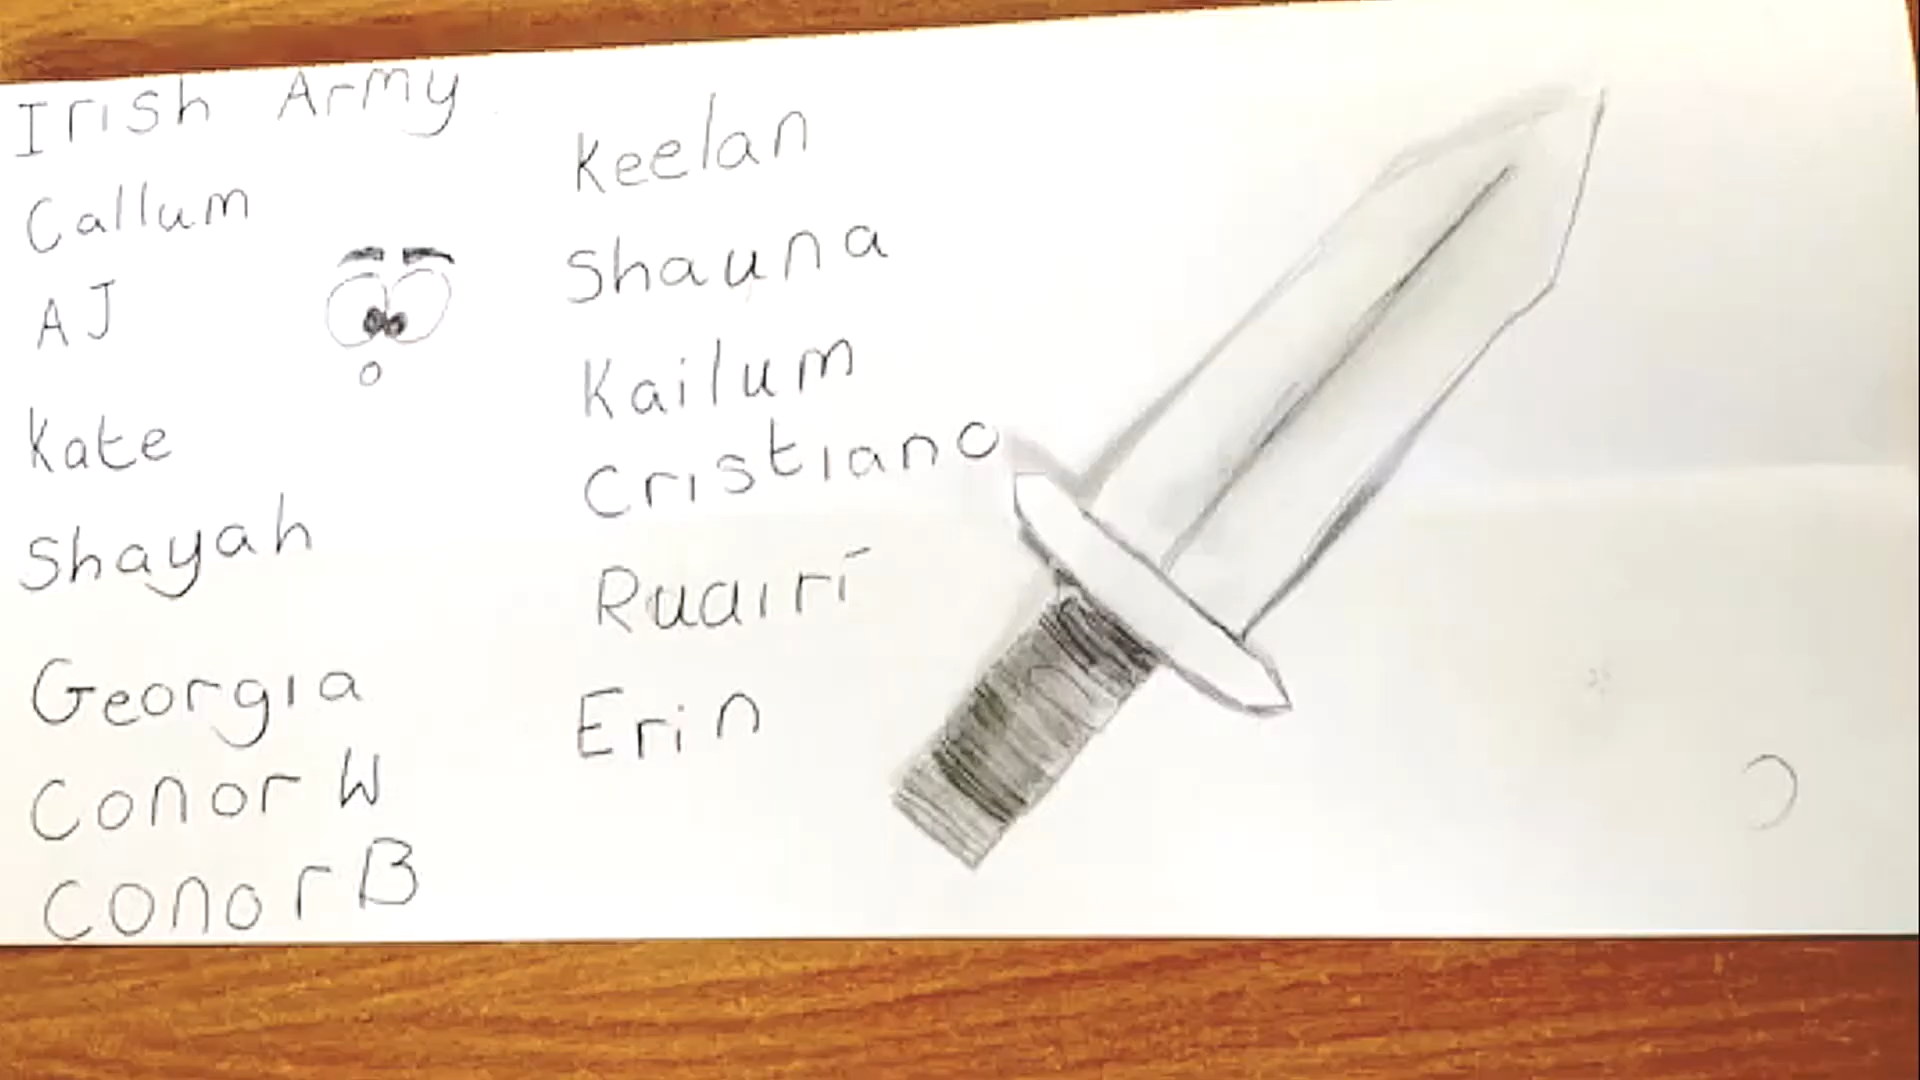 Irish Army
Callum
AJ
Kate
Shayah
Georgia
Conor W
Conor B
Keelan
Shauna
Kailum
Cristiano
Ruairí
Erin